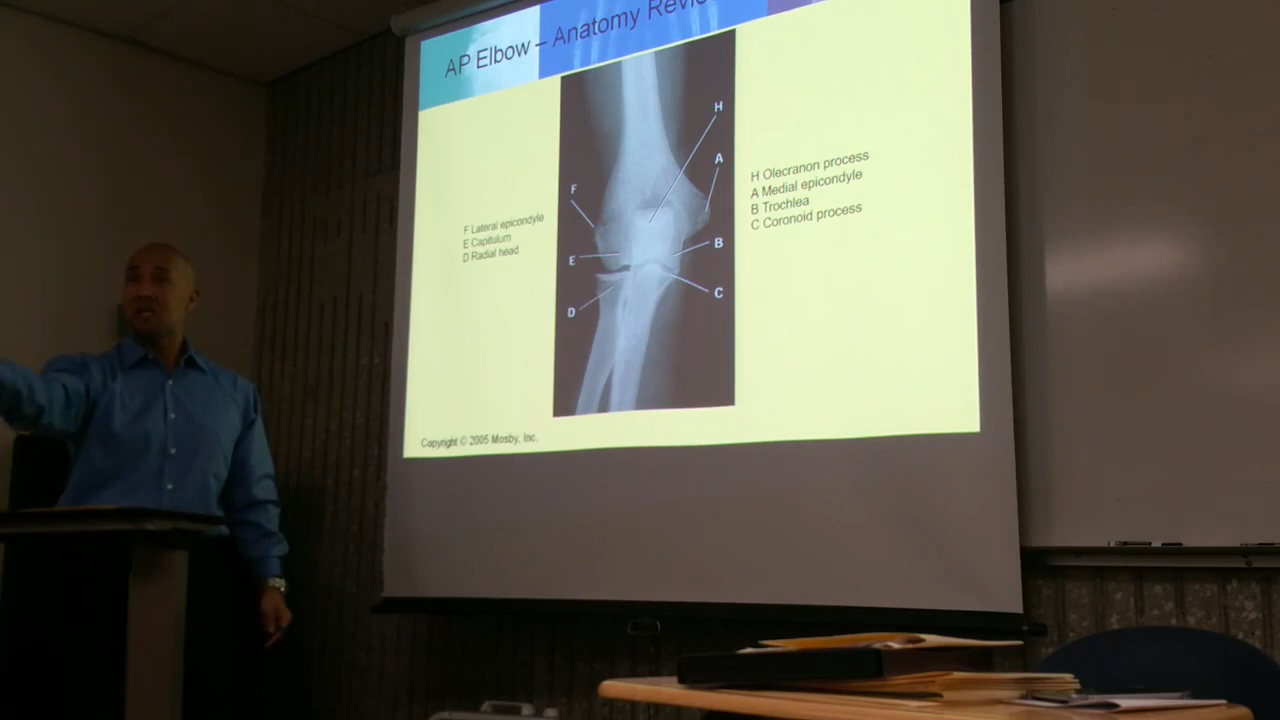 AP Elbow – Anatomy Revie
H
A
F
B
E
C
D
F Lateral epicondyle
E Capitulum
D Radial head
H Olecranon process
A Medial epicondyle
B Trochlea
C Coronoid process
Copyright © 2005 Mosby, Inc.